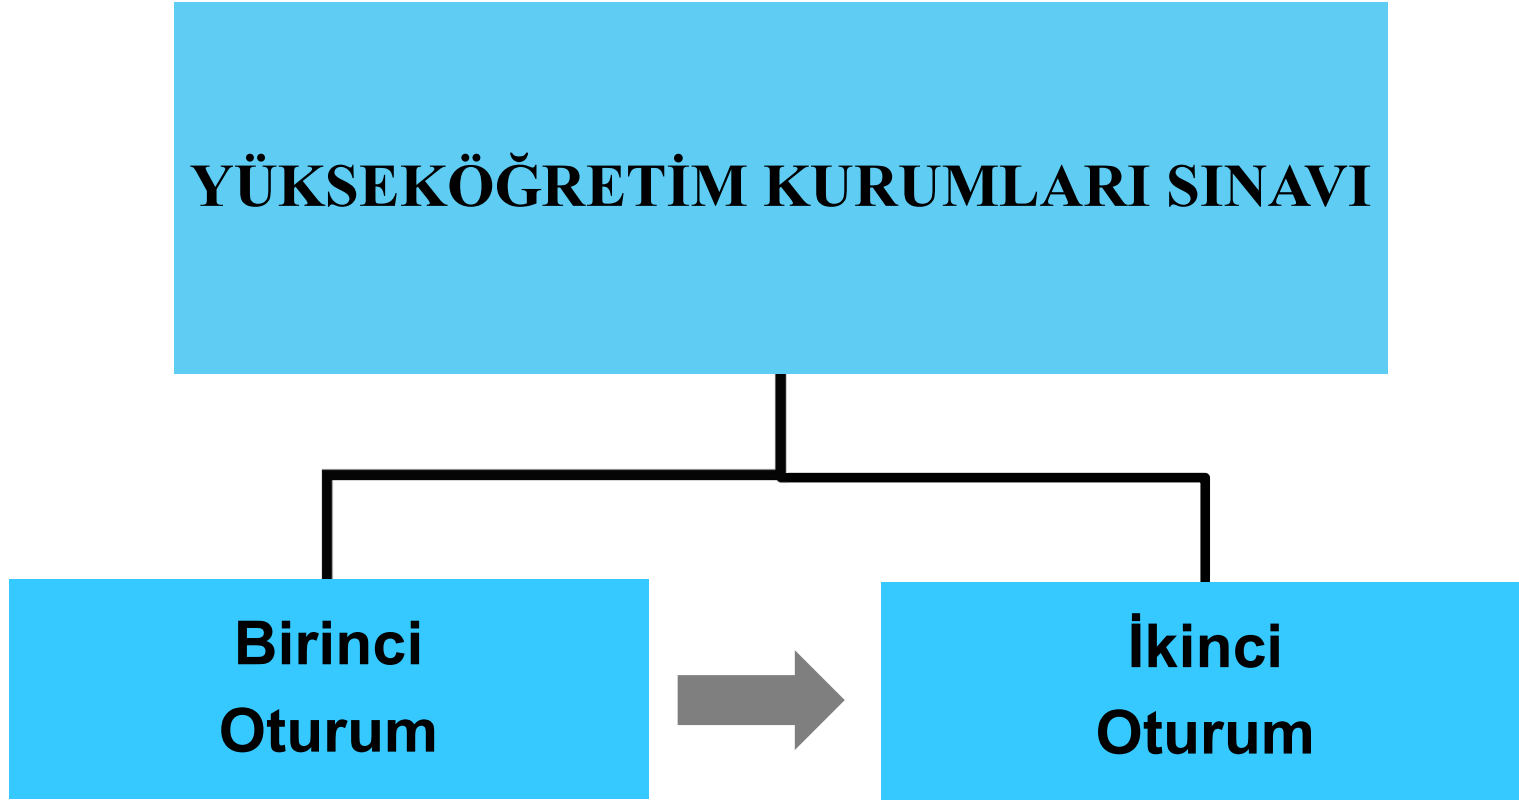 YÜKSEKÖĞRETİM KURUMLARI SINAVI
Birinci
Oturum
İkinci
Oturum